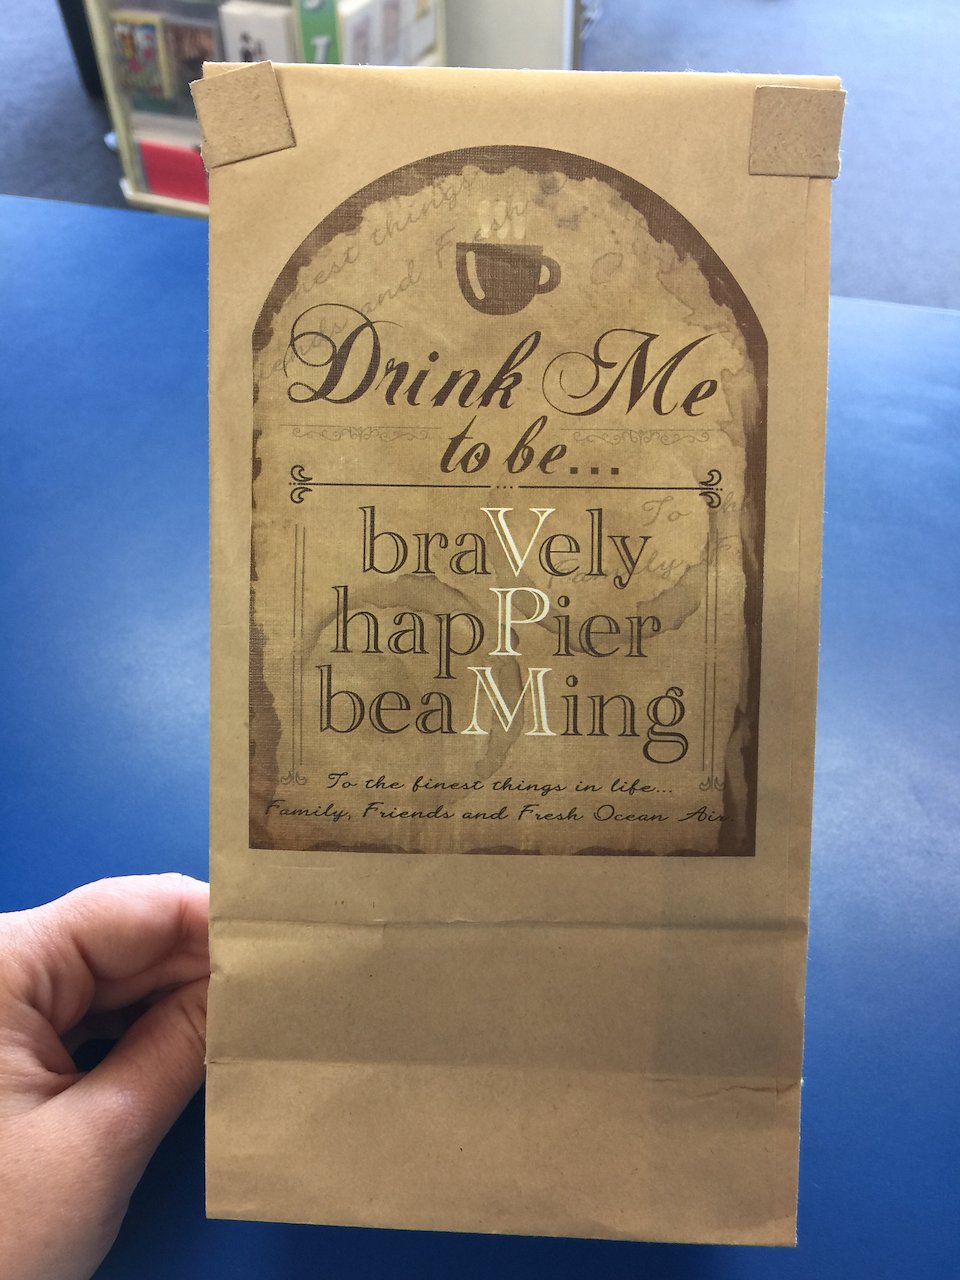 Drink Me
to be...
braVely
hapPier
beaMing
To the finest things in life...
Family, Friends and Fresh Ocean Air.